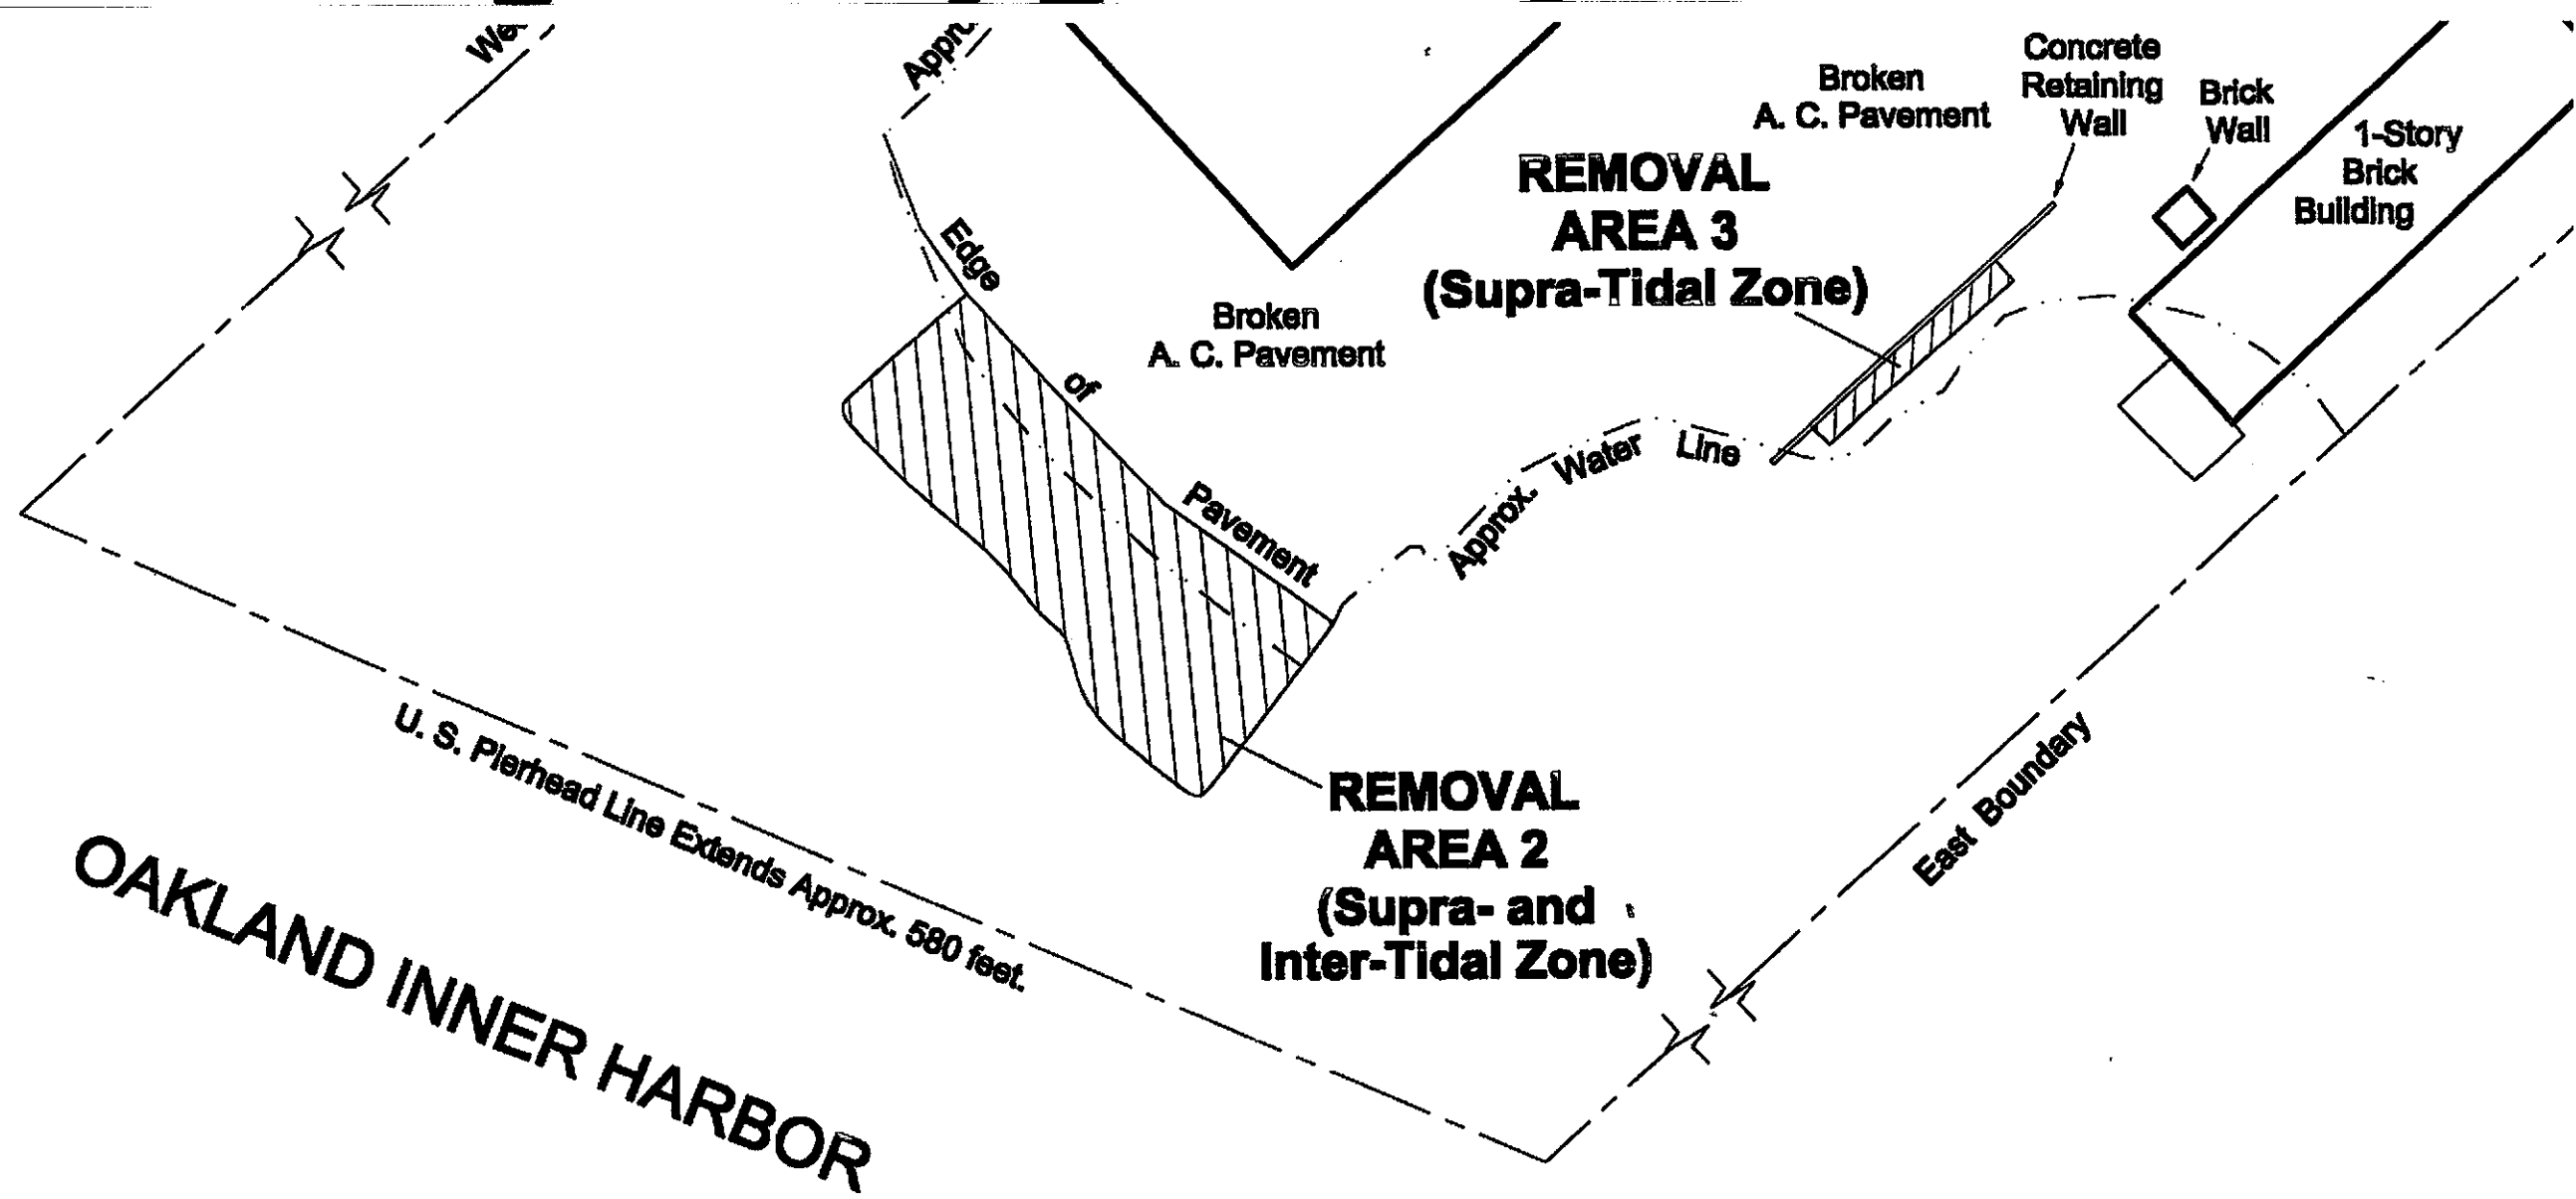 Concrete
Retaining
Wall
Broken
A. C. Pavement
Brick
Wall
1-Story
Brick
Building
REMOVAL
AREA 3
(Supra-Tidal Zone)
Edge of Pavement
Broken
A. C. Pavement
Approx. Water Line
U. S. Pierhead Line Extends Approx. 580 feet.
REMOVAL
AREA 2
(Supra- and
Inter-Tidal Zone)
East Boundary
OAKLAND INNER HARBOR